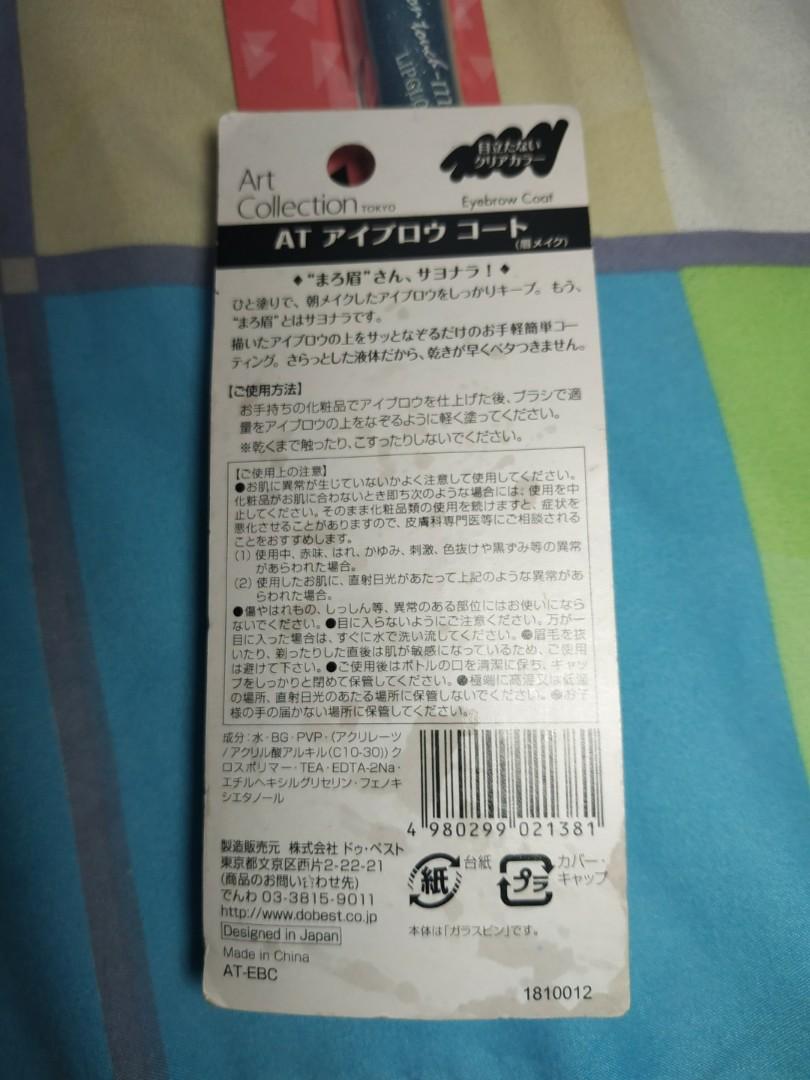 or touch-
LIPGLO
目立たない
クリアカラー
Art
Collection TOKYO
Eyebrow Coat
AT アイブロウ コート(眉メイク)
◆“まろ眉”さん、サヨナラ!◆
ひと塗りで、朝メイクしたアイブロウをしっかりキープ。もう、
“まろ眉”とはサヨナラです。
描いたアイブロウの上をサッとなぞるだけのお手軽簡単コー
ティング。さらっとした液体だから、乾きが早くベタつきません。
【ご使用方法】
お手持ちの化粧品でアイブロウを仕上げた後、ブラシで適
量をアイブロウの上をなぞるように軽く塗ってください。
※乾くまで触ったり、こすったりしないでください。
【ご使用上の注意】
●お肌に異常が生じていないかよく注意して使用してください。
化粧品がお肌に合わないとき即ち次のような場合には、使用を中
止してください。そのまま化粧品類の使用を続けますと、症状を
悪化させることがありますので、皮膚科専門医等にご相談される
ことをおすすめします。
(1) 使用中、赤味、はれ、かゆみ、刺激、色抜けや黒ずみ等の異常
があらわれた場合。
(2) 使用したお肌に、直射日光があたって上記のような異常があ
らわれた場合。
●傷やはれもの、しっしん等、異常のある部位にはお使いになら
ないでください。●目に入らないようにご注意ください。万が一
目に入った場合は、すぐに水で洗い流してください。●眉毛を抜
いたり、剃ったりした直後は肌が敏感になっているため、ご使用
は避けて下さい。●ご使用後はボトルの口を清潔に保ち、キャッ
プをしっかりと閉めて保管してください。●極端に高温又は低温
の場所、直射日光のあたる場所に保管しないでください。●お子
様の手の届かない場所に保管してください。
成分:水・BG・PVP・(アクリレーツ
/アクリル酸アルキル(C10-30))ク
ロスポリマー・TEA・EDTA-2Na・
エチルヘキシルグリセリン・フェノキ
シエタノール
4 980299 021381
製造販売元 株式会社 ドゥ・ベスト
東京都文京区西片2-22-21
(商品のお問い合わせ先)
でんわ 03-3815-9011
http://www.dobest.co.jp
Designed in Japan
Made in China
AT-EBC
紙 台紙
プラ カバー・
キャップ
本体は「ガラスビン」です。
1810012